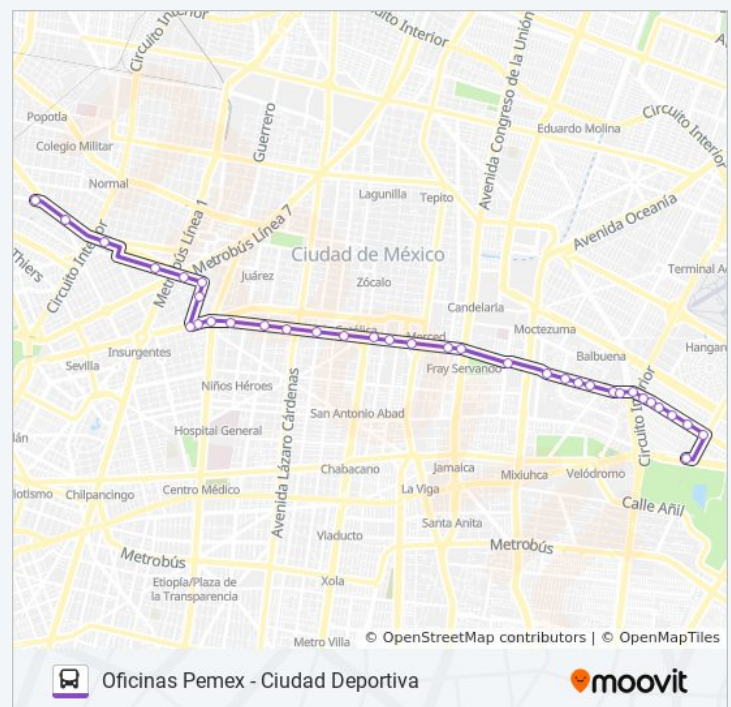 Circuito Interior
Circuito Interior
Avenida Congreso de la Unión
Popotla
Guerrero
Circuito Interior
Eduardo Molina
Colegio Militar
Normal
Lagunilla
Tepito
Metrobús Línea 1
Metrobús Línea 7
Avenida Oceanía
Circuito Interior
Thiers
Ciudad de México
Juárez
Zócalo
Terminal A
Candelaria
Moctezuma
Hangar
Insurgentes
Católica
Merced
Balbuena
Sevilla
Fray Servando
Niños Héroes
Circuito Interior
San Antonio Abad
Avenida Lázaro Cárdenas
Hospital General
Chabacano
Jamaica
Mixiuhca
Velódromo
Centro Médico
La Viga
iotismo
Chilpancingo
Calle Añil
Santa Anita
Viaducto
Metrobús
Metrobús
Etiopía/Plaza de
la Transparencia
Xola
Metro Villa
© OpenStreetMap contributors | © OpenMapTiles
Oficinas Pemex - Ciudad Deportiva
moovit